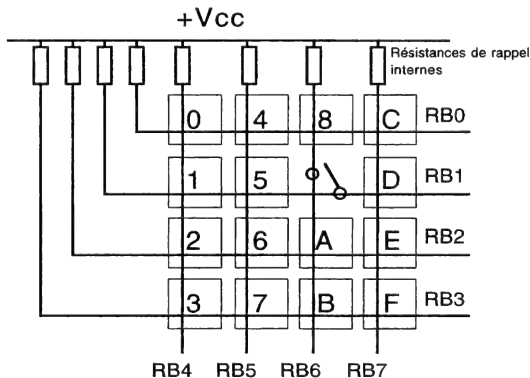 +Vcc
Résistances de rappel
internes
0 4 8 C RB0
1 5 D RB1
2 6 A E RB2
3 7 B F RB3
RB4 RB5 RB6 RB7